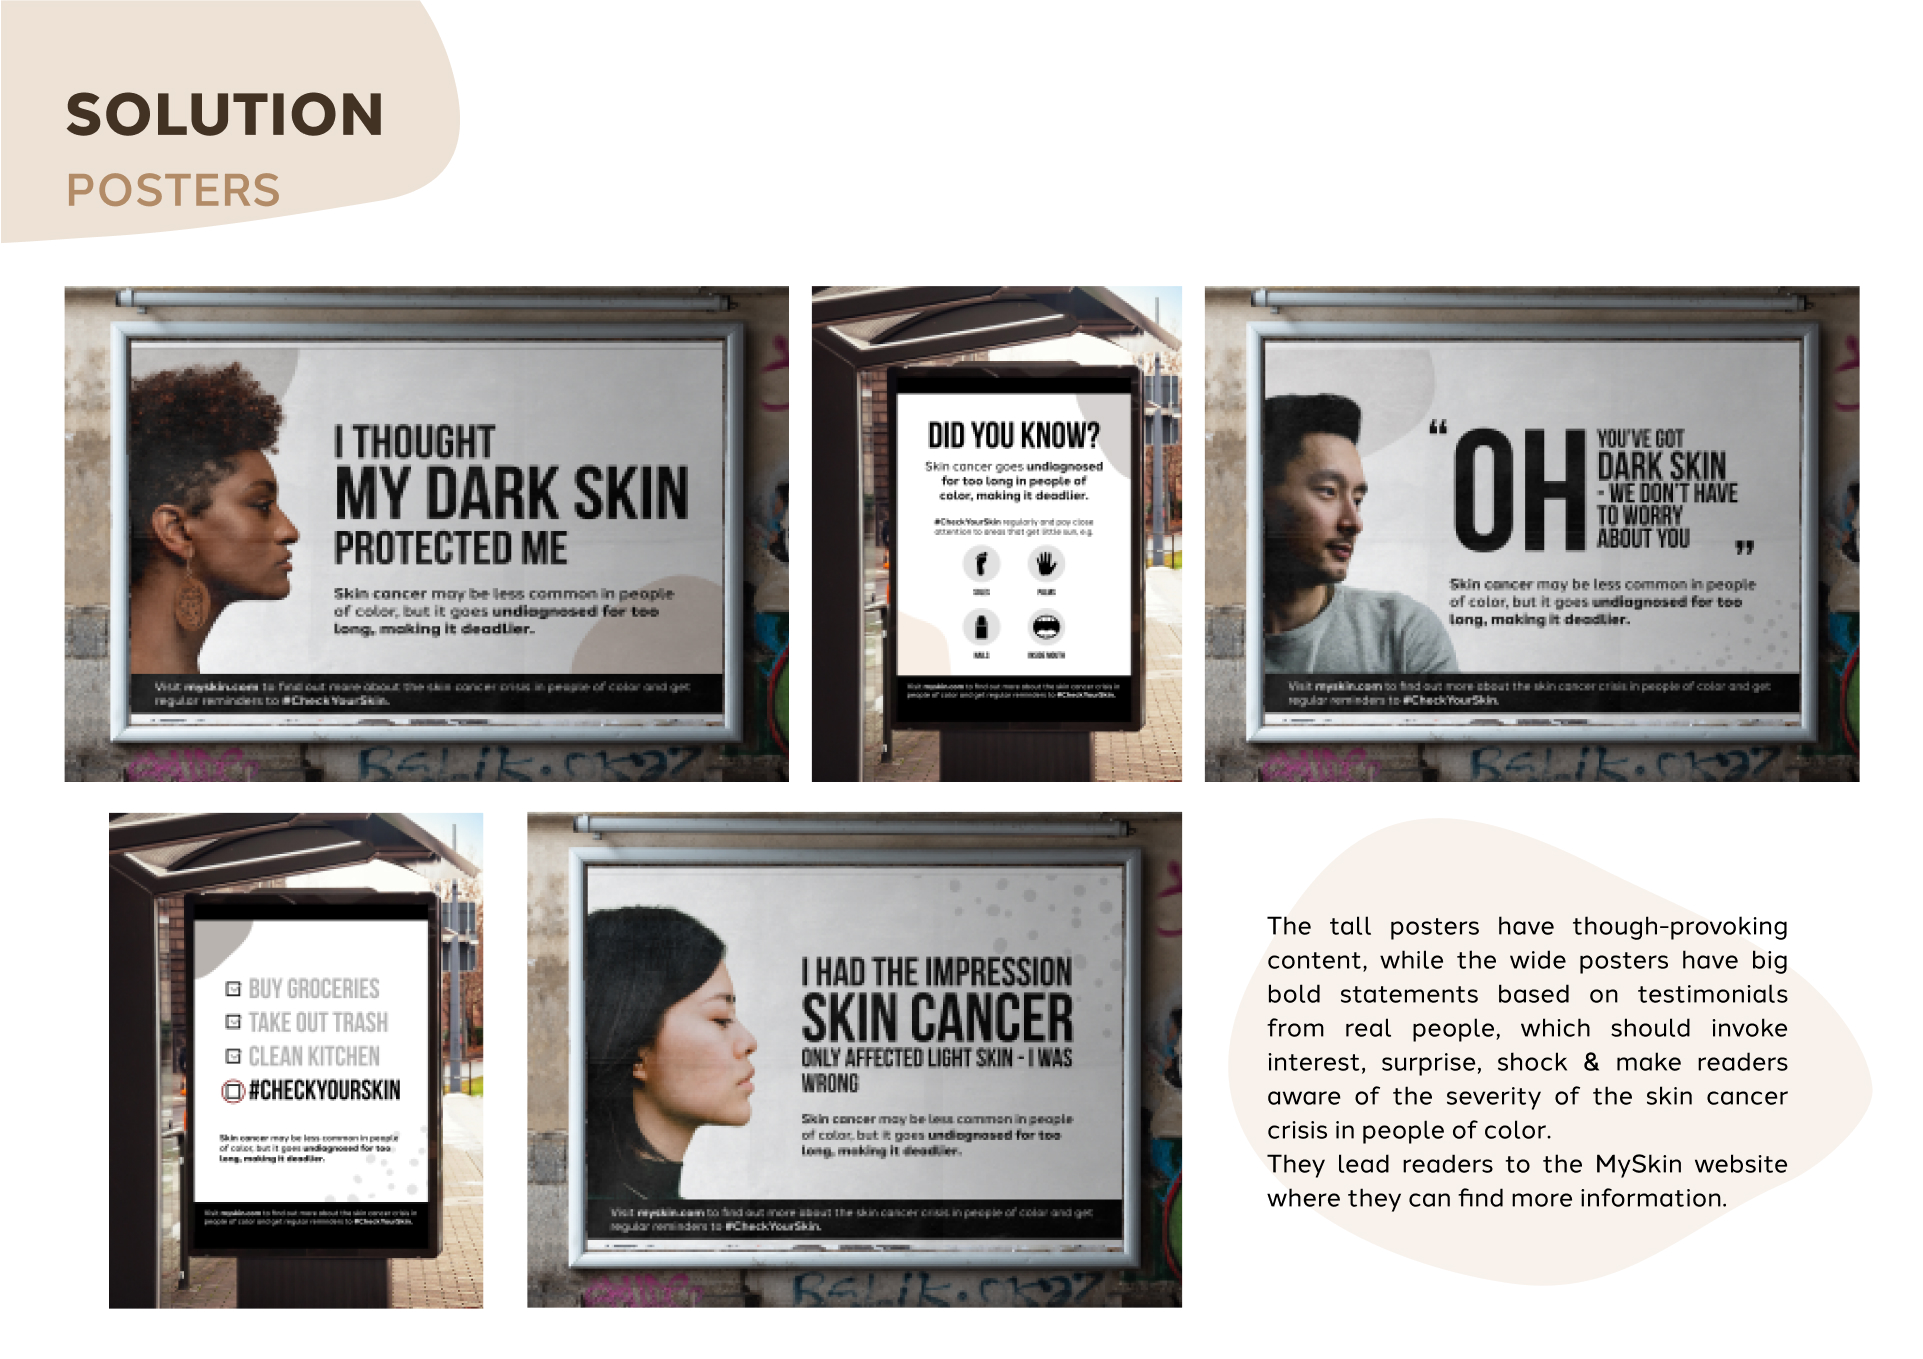 SOLUTION
POSTERS
I THOUGHT
MY DARK SKIN
PROTECTED ME
Skin cancer may be less common in people
of color, but it goes undiagnosed for too
long, making it deadlier.
Visit myskin.com to find out more about the skin cancer crisis in people of color and get
regular reminders to #CheckYourSkin.
DID YOU KNOW?
Skin cancer goes undiagnosed
for too long in people of
color, making it deadlier.
#CheckYourSkin regularly and pay close
attention to areas that get little sun, e.g.
SOLES
PALMS
NAILS
INSIDE MOUTH
Visit myskin.com to find out more about the skin cancer crisis in
people of color and get regular reminders to #CheckYourSkin.
“OH
YOU'VE GOT
DARK SKIN
- WE DON'T HAVE
TO WORRY
ABOUT YOU ”
Skin cancer may be less common in people
of color, but it goes undiagnosed for too
long, making it deadlier.
Visit myskin.com to find out more about the skin cancer crisis in people of color and get
regular reminders to #CheckYourSkin.
BUY GROCERIES
TAKE OUT TRASH
CLEAN KITCHEN
#CHECKYOURSKIN
Skin cancer may be less common in people
of color, but it goes undiagnosed for too
long, making it deadlier.
Visit myskin.com to find out more about the skin cancer crisis in
people of color and get regular reminders to #CheckYourSkin.
I HAD THE IMPRESSION
SKIN CANCER
ONLY AFFECTED LIGHT SKIN - I WAS
WRONG
Skin cancer may be less common in people
of color, but it goes undiagnosed for too
long, making it deadlier.
Visit myskin.com to find out more about the skin cancer crisis in people of color and get
regular reminders to #CheckYourSkin.
The tall posters have though-provoking
content, while the wide posters have big
bold statements based on testimonials
from real people, which should invoke
interest, surprise, shock & make readers
aware of the severity of the skin cancer
crisis in people of color.
They lead readers to the MySkin website
where they can find more information.